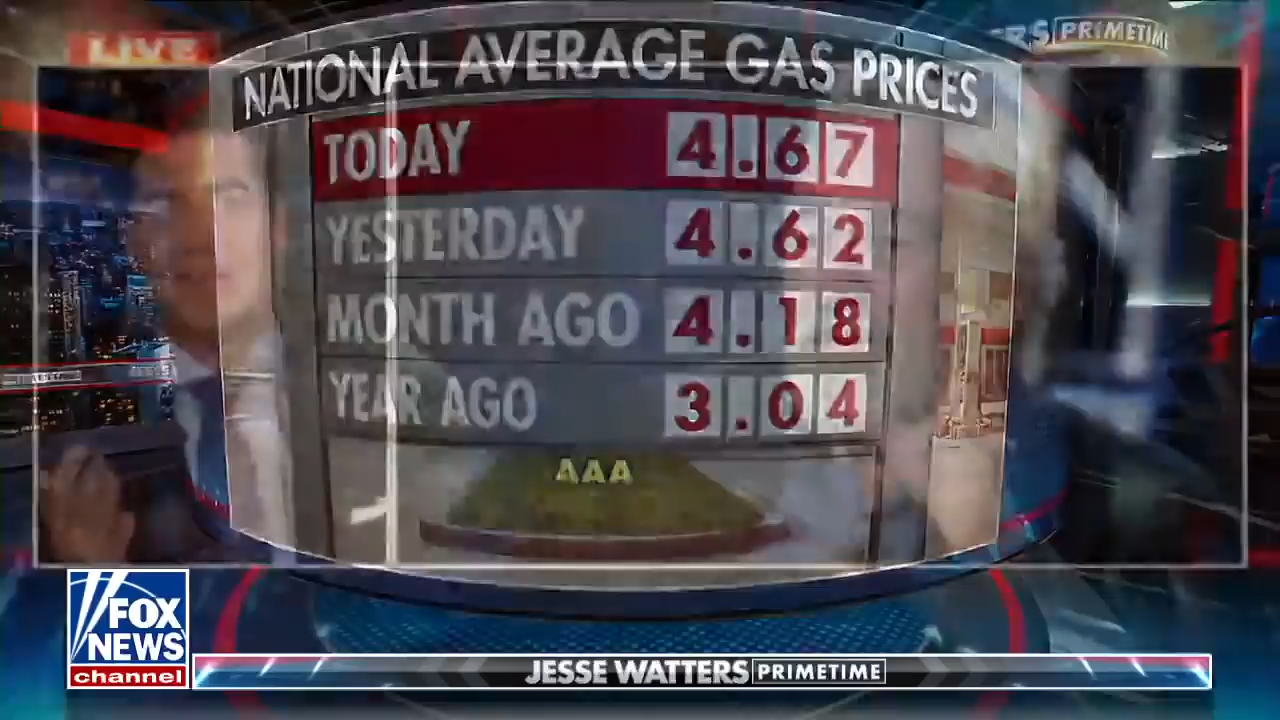 LIVE
PRIMETIME
NATIONAL AVERAGE GAS PRICES
TODAY 4.67
YESTERDAY 4.62
MONTH AGO 4.18
YEAR AGO 3.04
AAA
FOX
NEWS
channel
JESSE WATTERS PRIMETIME